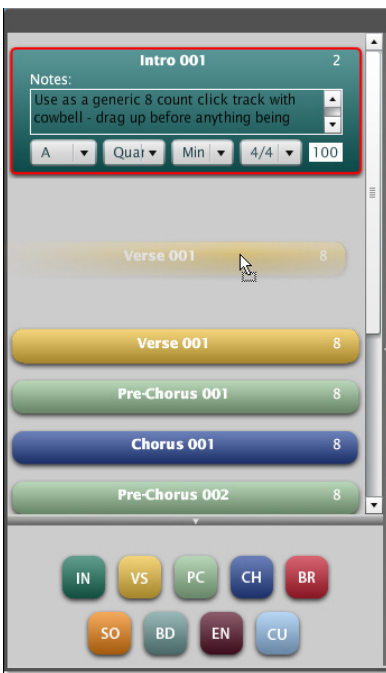 Intro 001 2
Notes:
Use as a generic 8 count click track with
cowbell - drag up before anything being
A Quar Min 4/4 100
Verse 001 8
Verse 001 8
Pre-Chorus 001 8
Chorus 001 8
Pre-Chorus 002 8
IN VS PC CH BR
SO BD EN CU